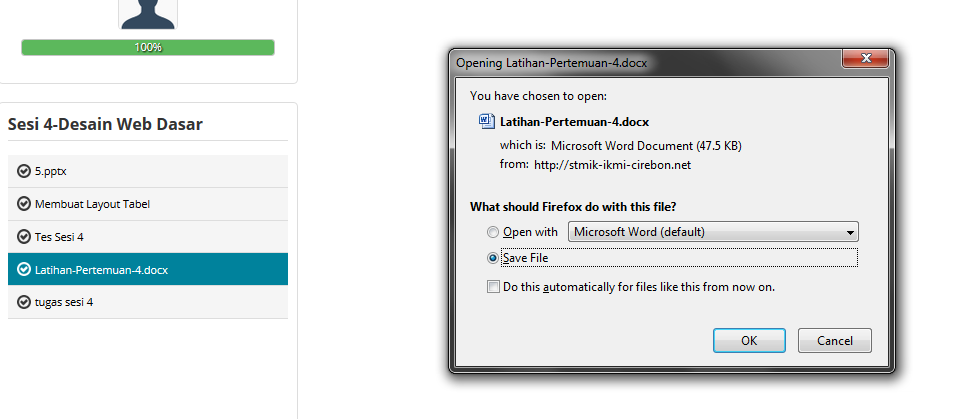 100%
Sesi 4-Desain Web Dasar
5.pptx
Membuat Layout Tabel
Tes Sesi 4
Latihan-Pertemuan-4.docx
tugas sesi 4
Opening Latihan-Pertemuan-4.docx
You have chosen to open:
Latihan-Pertemuan-4.docx
which is: Microsoft Word Document (47.5 KB)
from: http://stmik-ikmi-cirebon.net
What should Firefox do with this file?
Open with Microsoft Word (default)
Save File
Do this automatically for files like this from now on.
OK Cancel